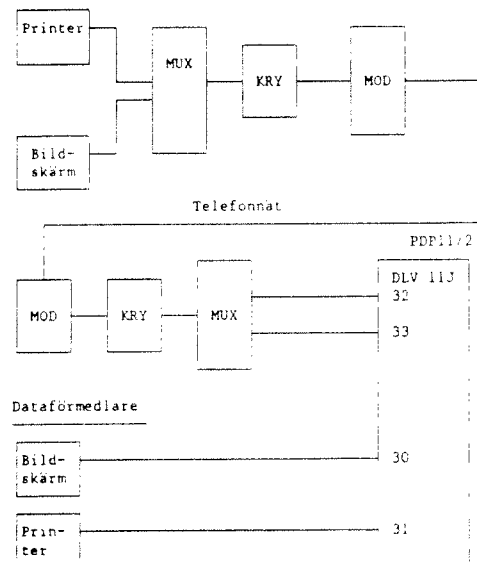 Printer
MUX
KRY
MOD
Bild-
skärm
Telefonnät
PDP11/2
DLV 11J
32
MOD
KRY
MUX
33
Dataförmedlare
Bild-
skärm
30
Prin-
ter
31